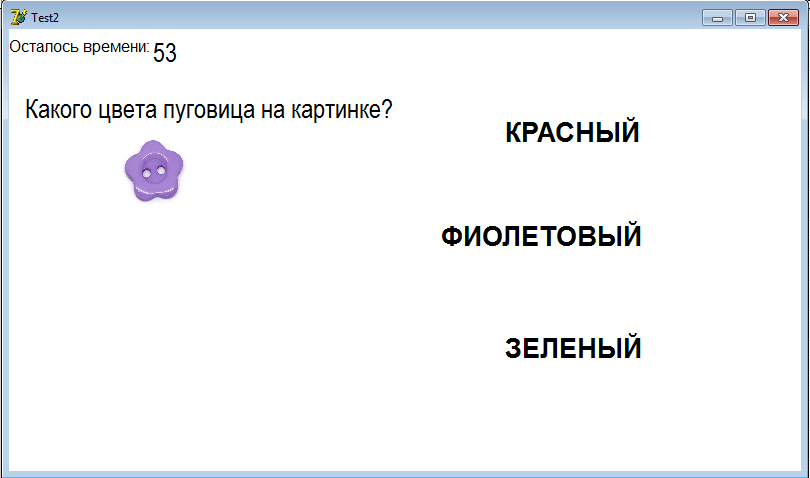 Test2
Осталось времени: 53
Какого цвета пуговица на картинке?
КРАСНЫЙ
ФИОЛЕТОВЫЙ
ЗЕЛЕНЫЙ